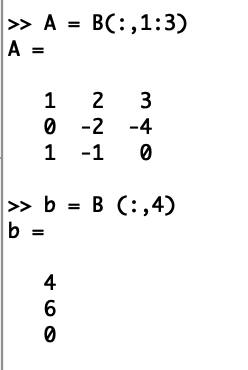 >> A = B(:,1:3)
A =
1 2 3
0 -2 -4
1 -1 0
>> b = B (:,4)
b =
4
6
0